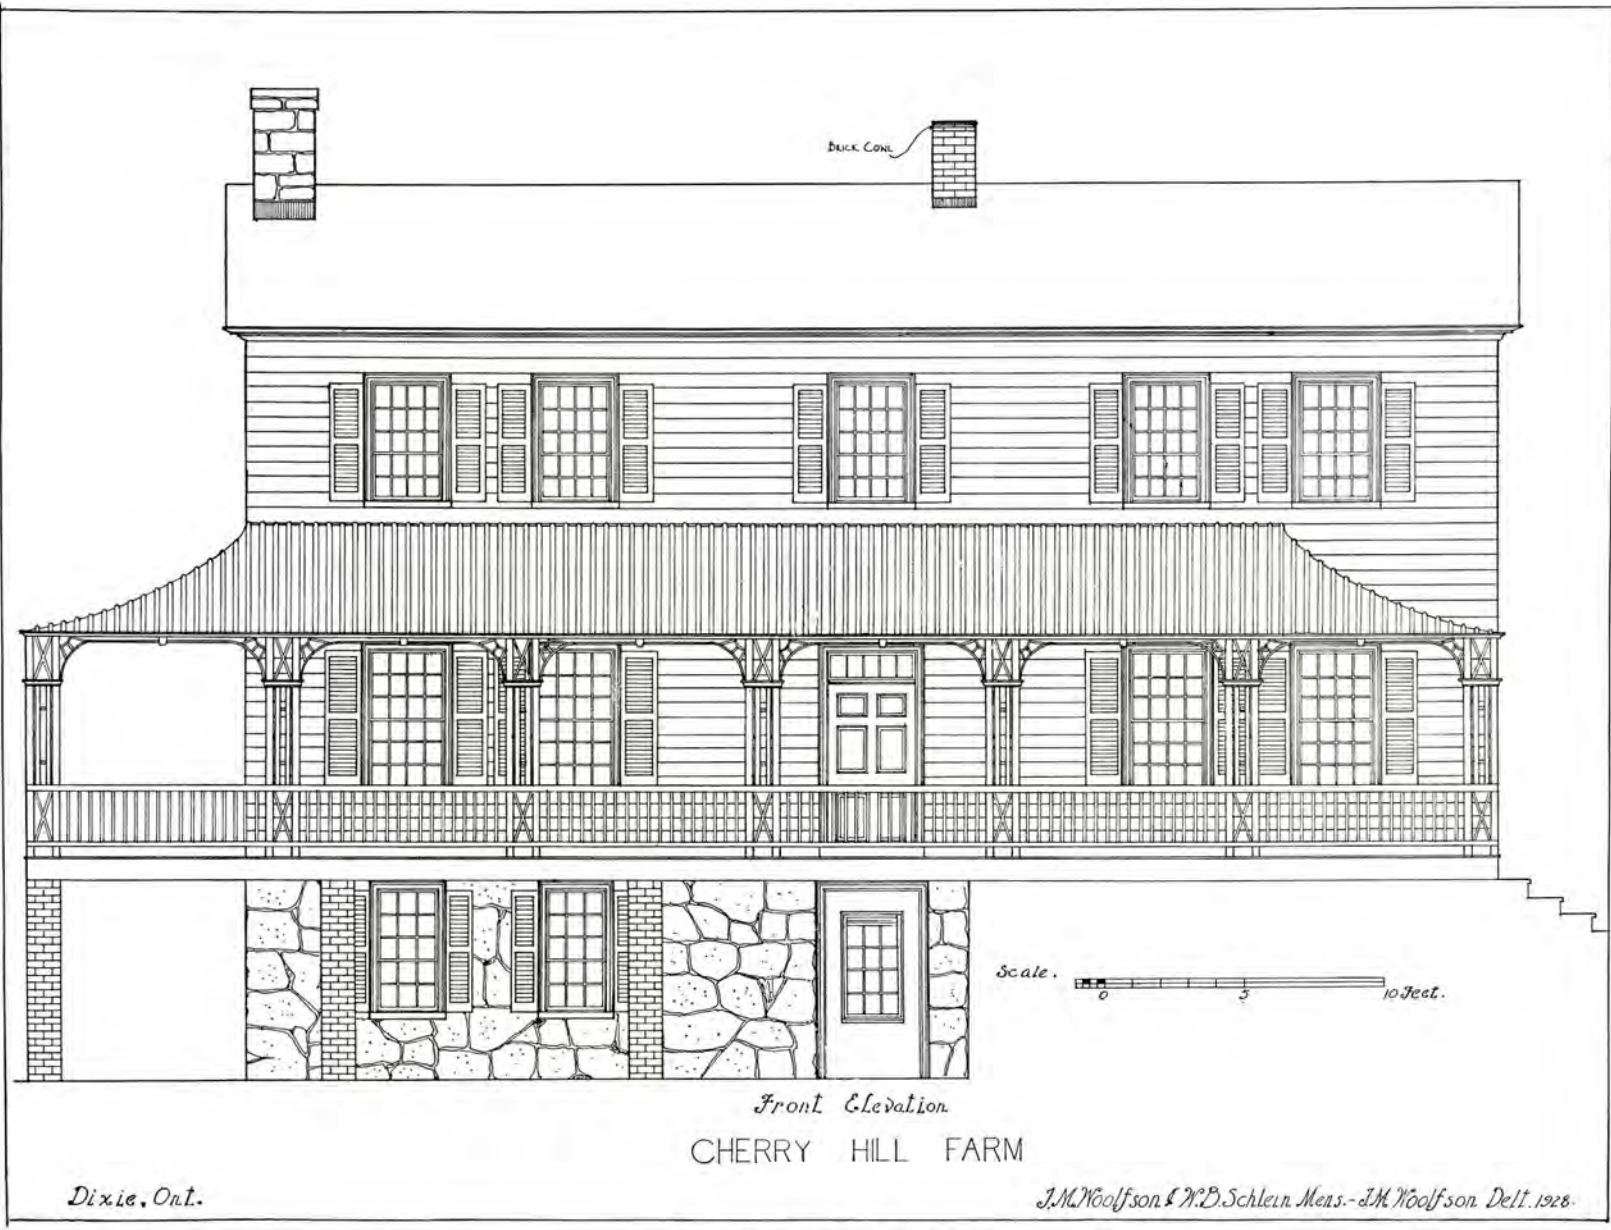 BRICK COWL
Scale.
0 5 10 Feet.
Front Elevation
CHERRY HILL FARM
Dixie, Ont.
J.M.Woolfson & W.B.Schlein Mens.-J.M.Woolfson Delt. 1928.